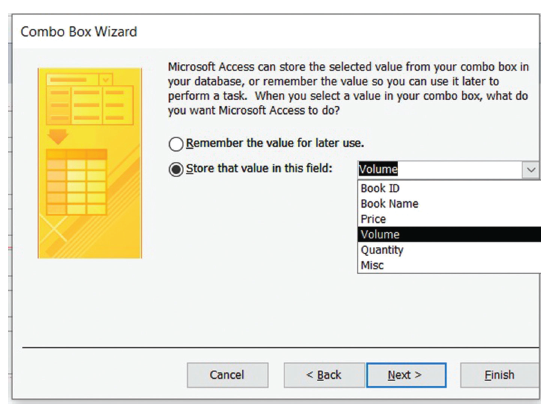 Combo Box Wizard
Microsoft Access can store the selected value from your combo box in
your database, or remember the value so you can use it later to
perform a task. When you select a value in your combo box, what do
you want Microsoft Access to do?
Remember the value for later use.
Store that value in this field: Volume
Book ID
Book Name
Price
Volume
Quantity
Misc
Cancel < Back Next > Finish